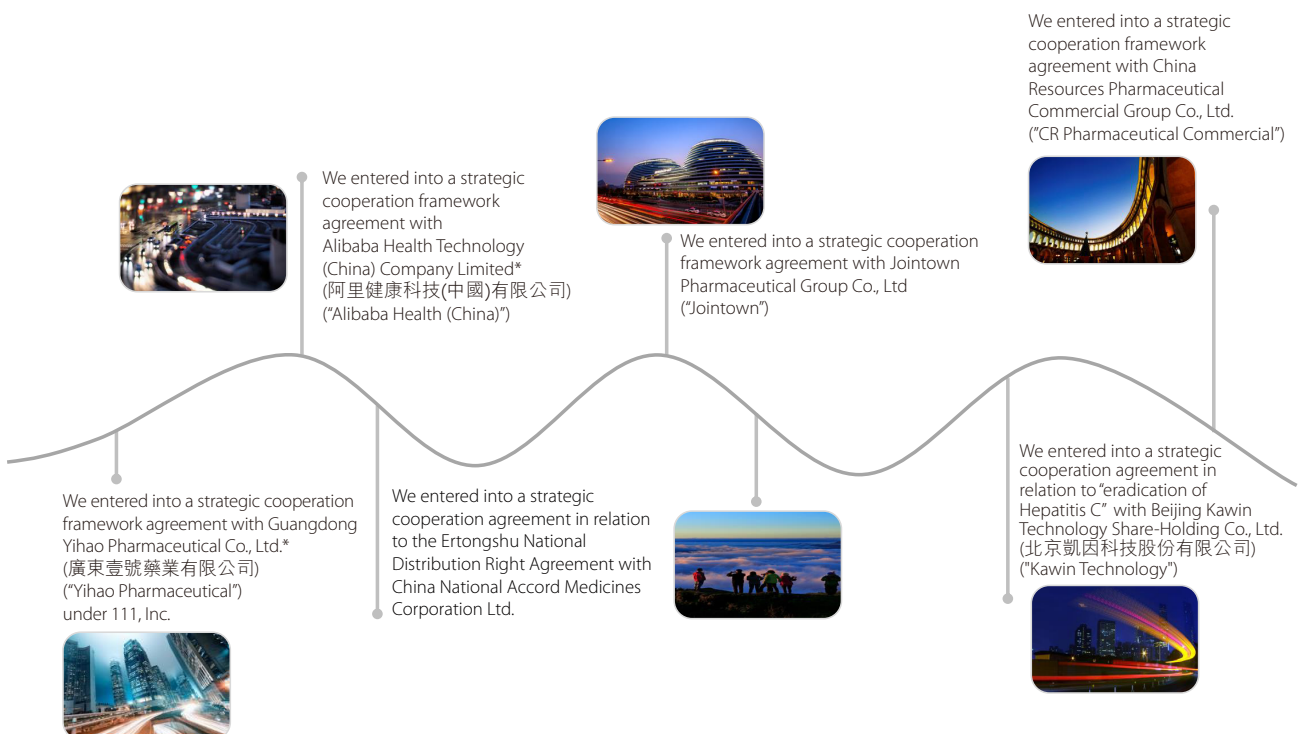 We entered into a strategic cooperation
framework agreement with Guangdong
Yihao Pharmaceutical Co., Ltd.*
(廣東壹號藥業有限公司)
(“Yihao Pharmaceutical”)
under 111, Inc.
We entered into a strategic
cooperation framework
agreement with
Alibaba Health Technology
(China) Company Limited*
(阿里健康科技(中國)有限公司)
(“Alibaba Health (China)”)
We entered into a strategic
cooperation agreement in relation
to the Ertongshu National
Distribution Right Agreement with
China National Accord Medicines
Corporation Ltd.
We entered into a strategic cooperation
framework agreement with Jointown
Pharmaceutical Group Co., Ltd
(“Jointown”)
We entered into a strategic
cooperation agreement in
relation to “eradication of
Hepatitis C” with Beijing Kawin
Technology Share-Holding Co., Ltd.
(北京凱因科技股份有限公司)
("Kawin Technology")
We entered into a strategic
cooperation framework
agreement with China
Resources Pharmaceutical
Commercial Group Co., Ltd.
(“CR Pharmaceutical Commercial”)